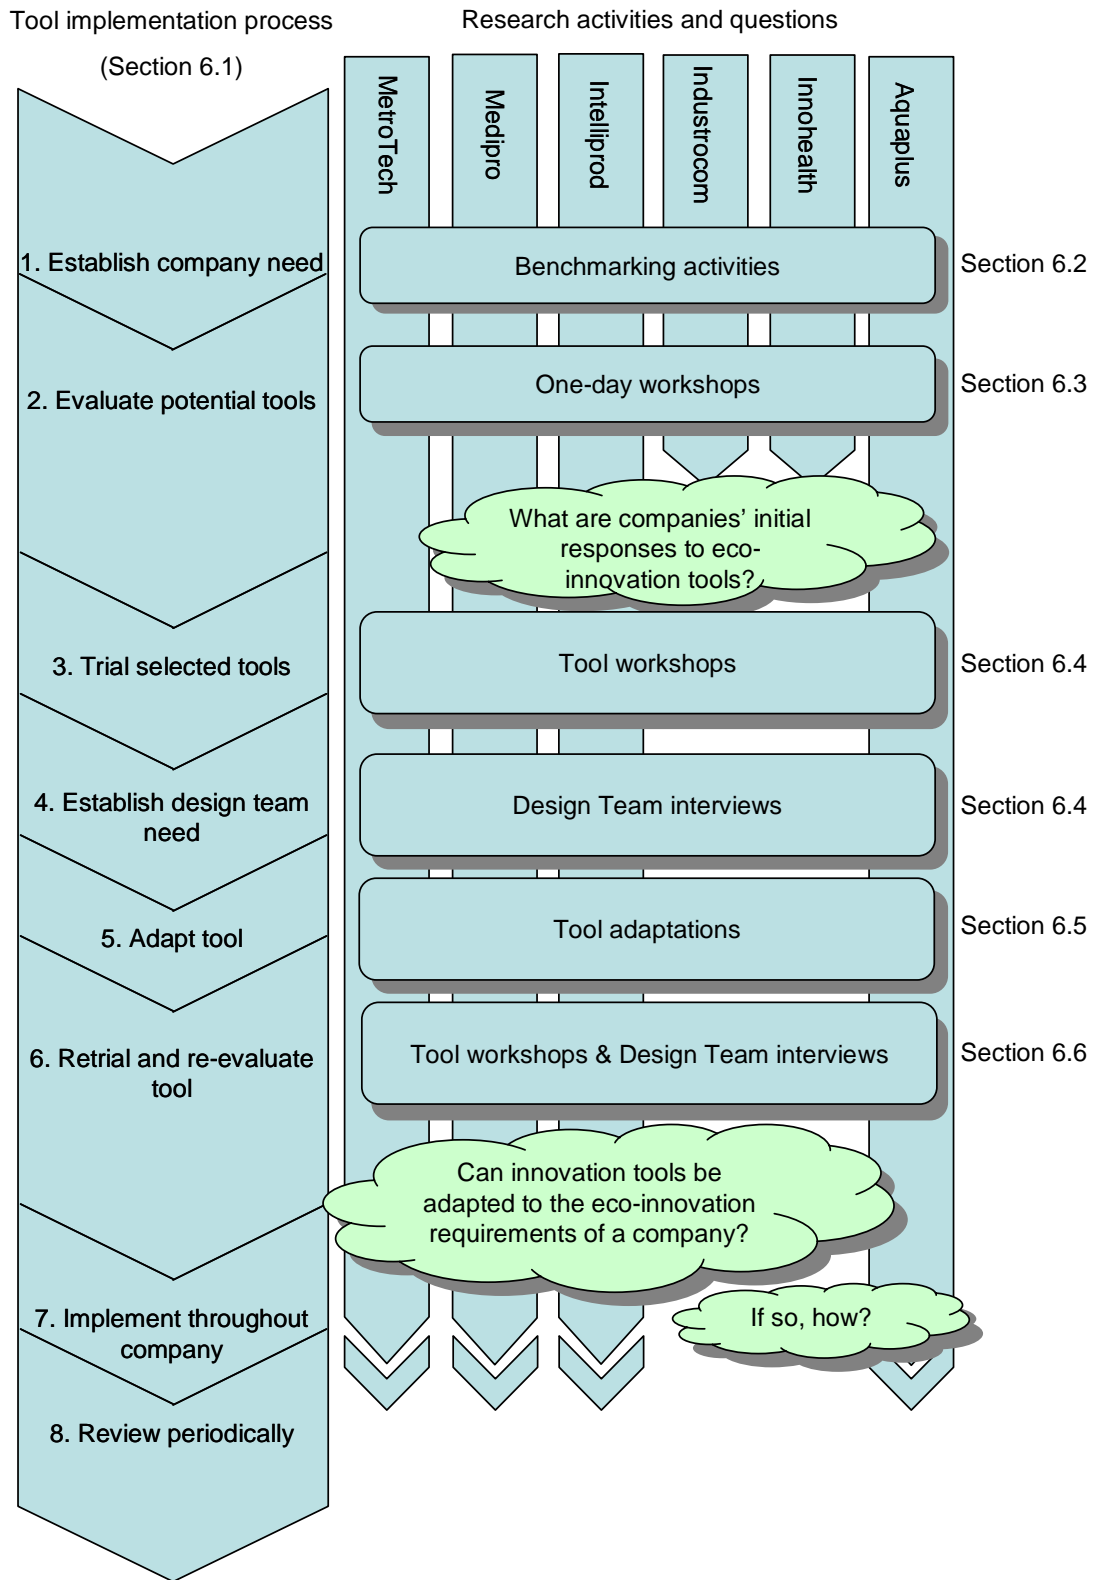 Tool implementation process
(Section 6.1)
Research activities and questions
MetroTech
Medipro
Intelliprod
Industrocom
Innohealth
Aquaplus
1. Establish company need
Benchmarking activities
Section 6.2
2. Evaluate potential tools
One-day workshops
Section 6.3
What are companies’ initial
responses to eco-
innovation tools?
3. Trial selected tools
Tool workshops
Section 6.4
4. Establish design team
need
Design Team interviews
Section 6.4
5. Adapt tool
Tool adaptations
Section 6.5
6. Retrial and re-evaluate
tool
Tool workshops & Design Team interviews
Section 6.6
Can innovation tools be
adapted to the eco-innovation
requirements of a company?
If so, how?
7. Implement throughout
company
8. Review periodically